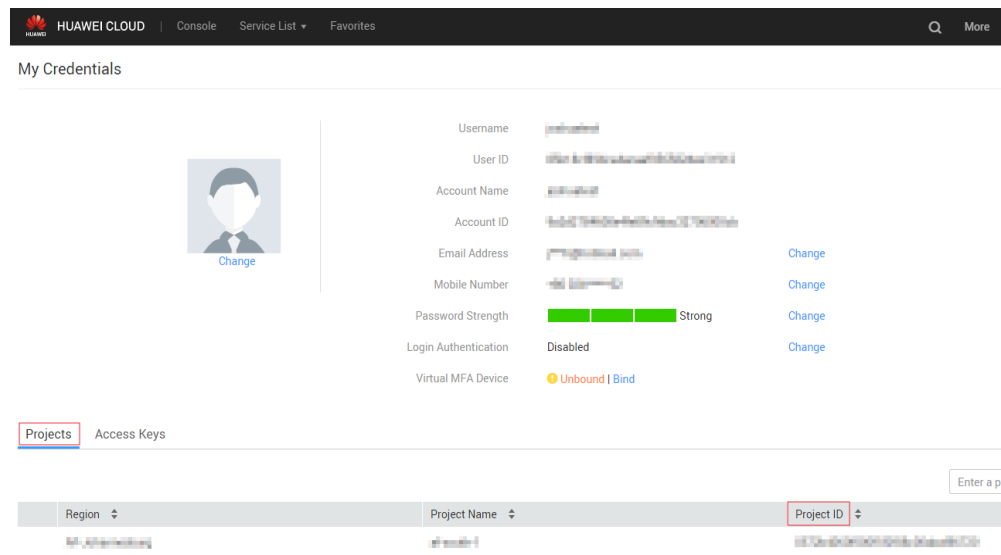 HUAWEI HUAWEI CLOUD | Console Service List Favorites More
My Credentials
Username
User ID
Account Name
Account ID
Email Address Change
Change Mobile Number Change
Password Strength Strong Change
Login Authentication Disabled Change
Virtual MFA Device Unbound | Bind
Projects Access Keys
Enter a p
Region Project Name Project ID